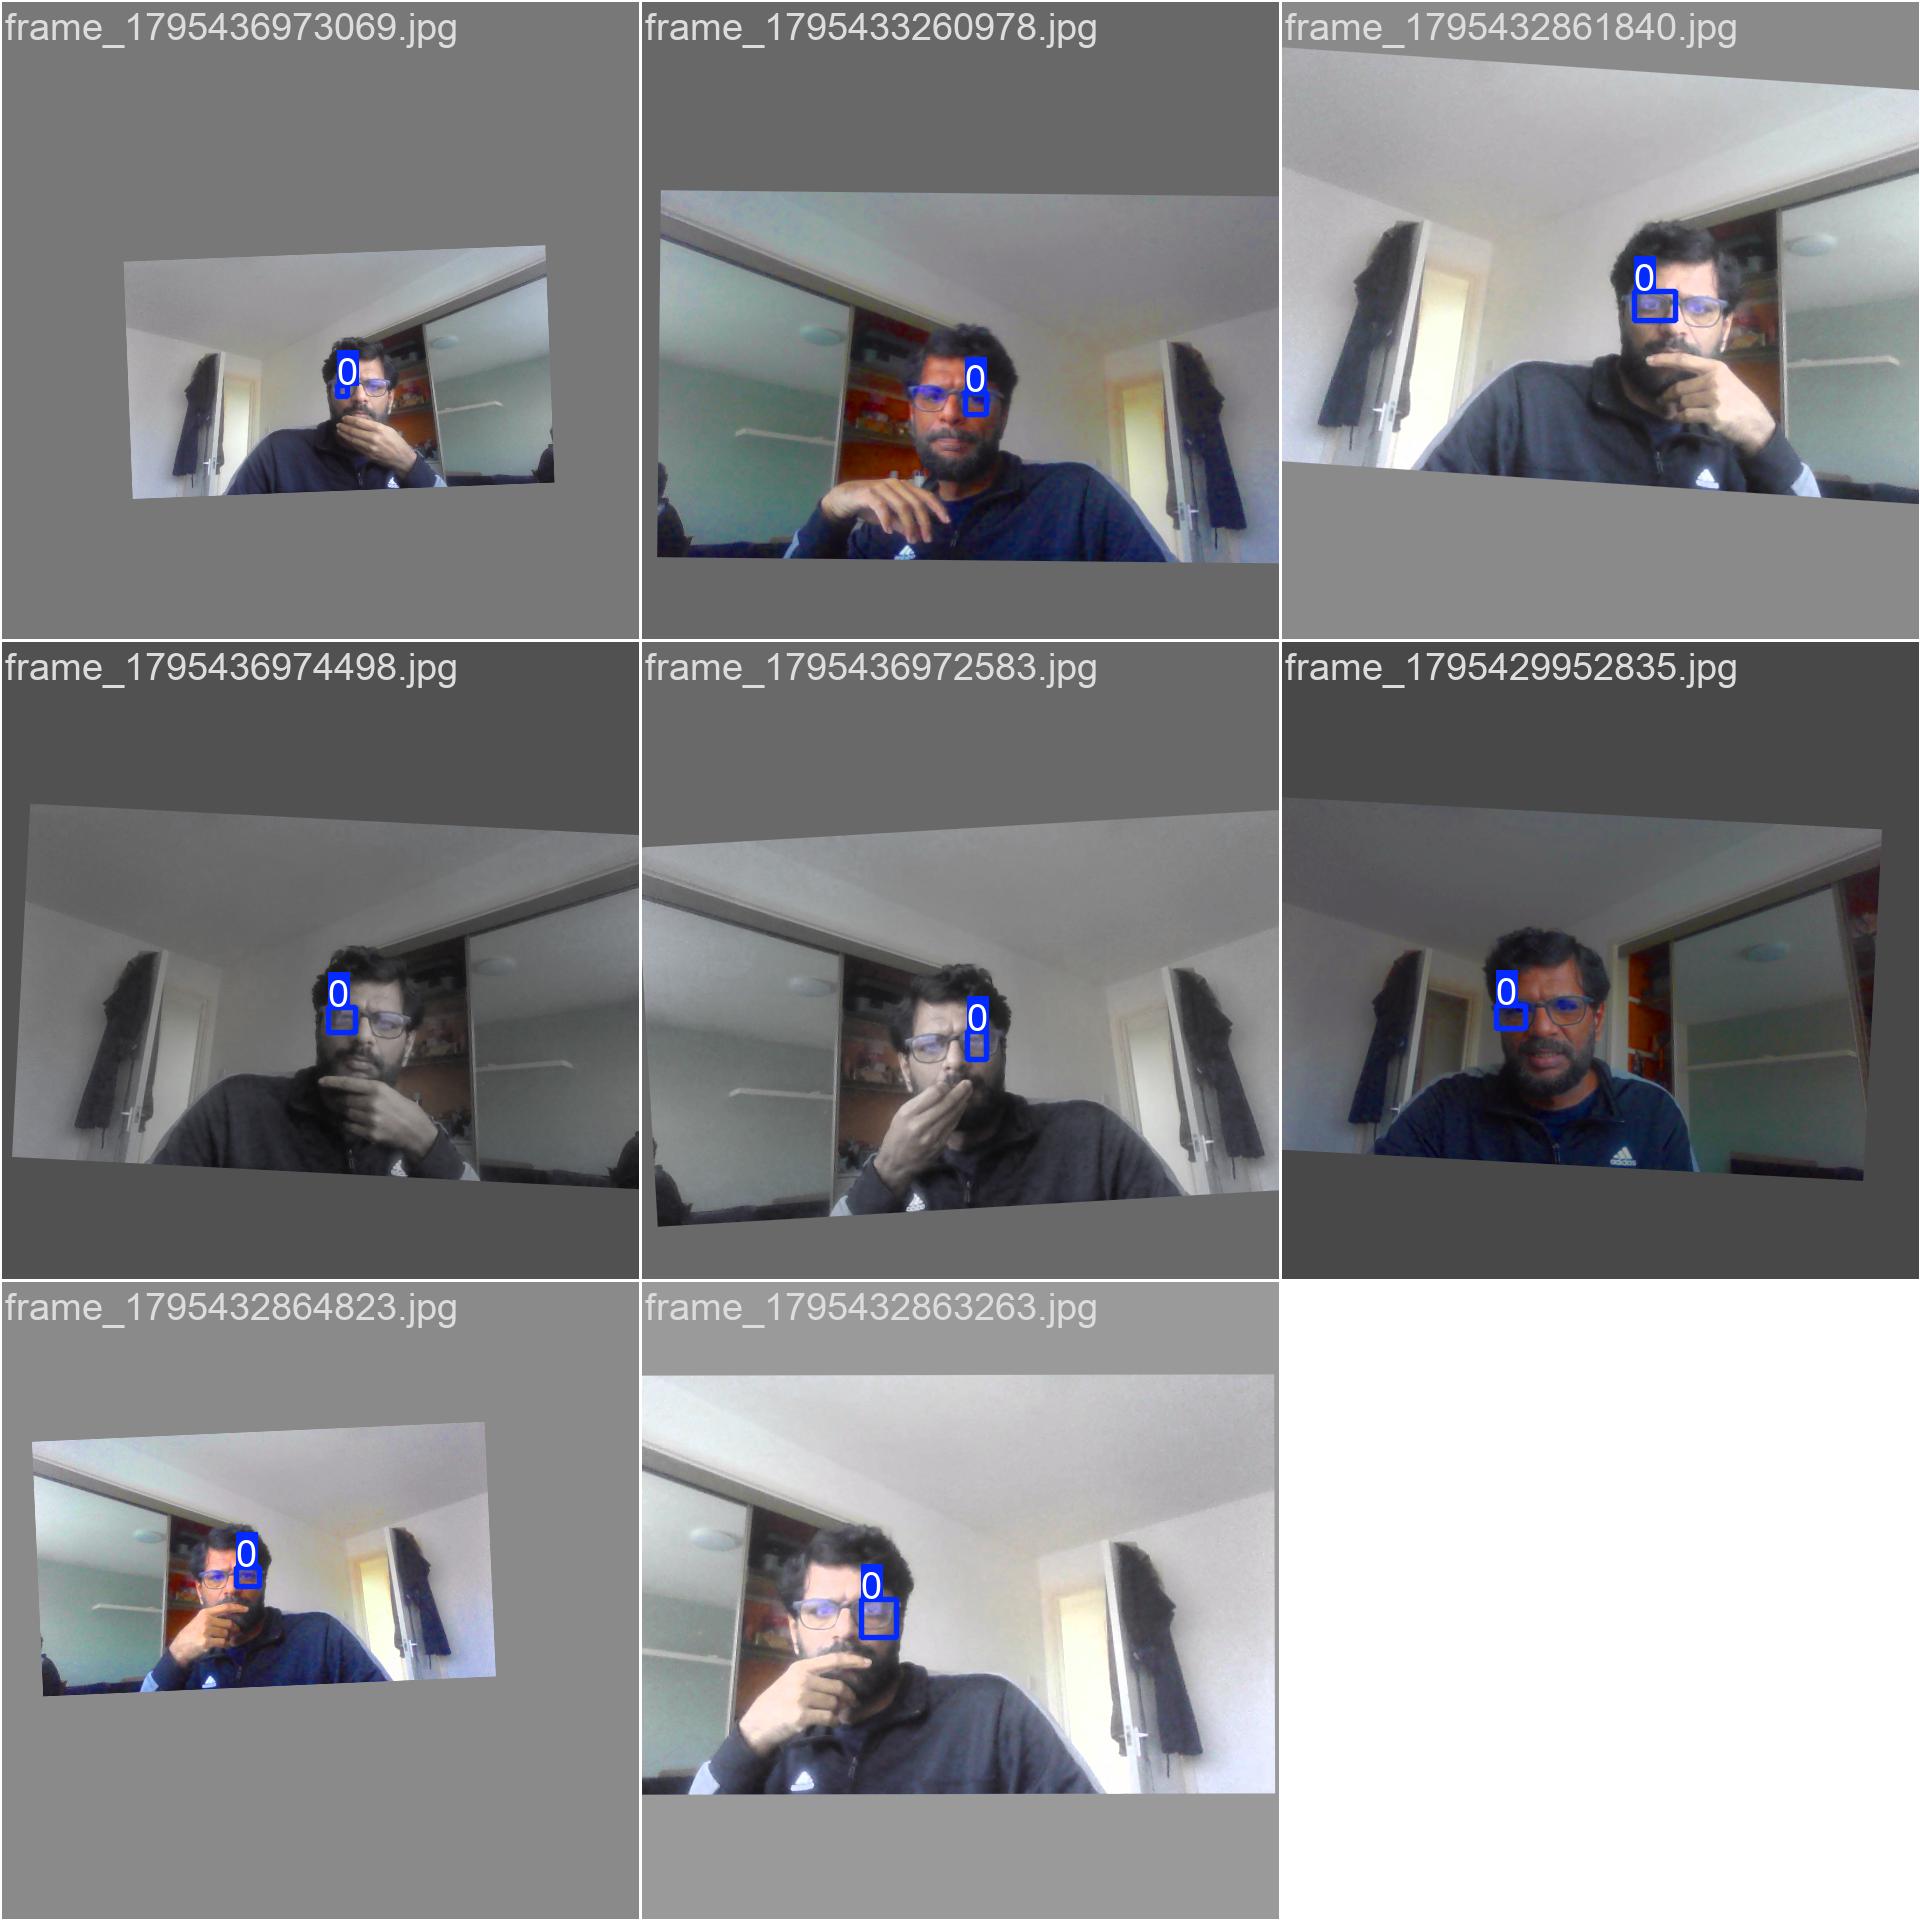 frame_1795436973069.jpg
frame_1795433260978.jpg
frame_1795432861840.jpg
0
0
0
frame_1795436974498.jpg
frame_1795436972583.jpg
frame_1795429952835.jpg
0
0
0
adidas
frame_1795432864823.jpg
frame_1795432863263.jpg
0
0